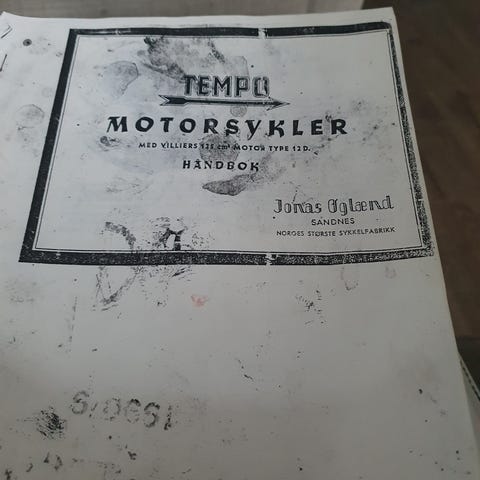 TEMPO
MOTORSYKLER
MED VILLIERS 125 cm³ MOTOR TYPE 12D.
HÅNDBOK
Jonas Øglænd
SANDNES
NORGES STØRSTE SYKKELFABRIKK